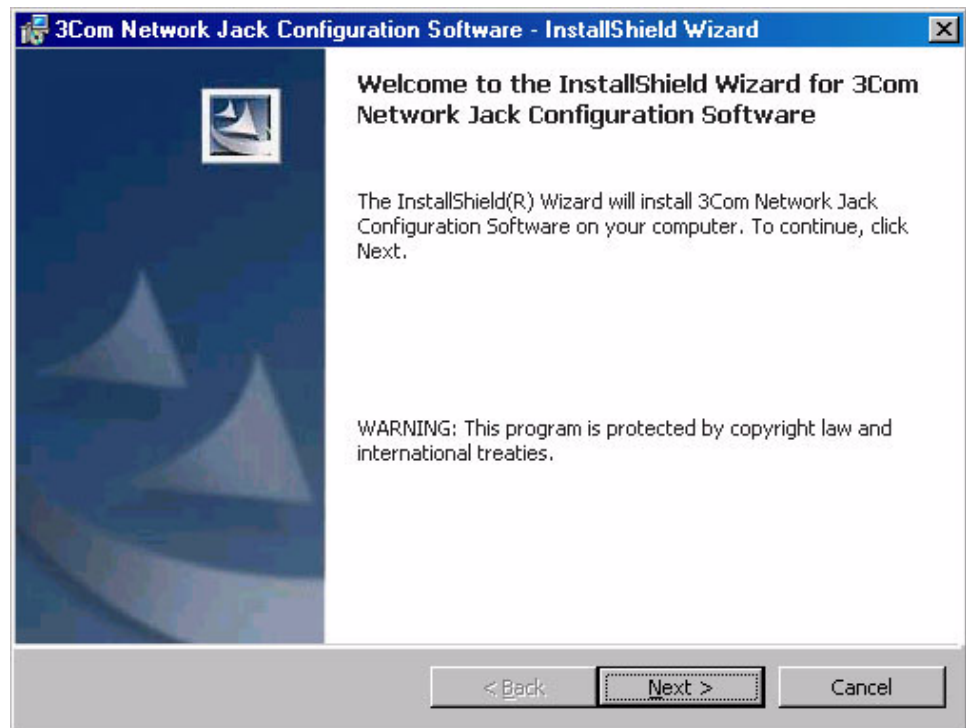 3Com Network Jack Configuration Software - InstallShield Wizard
Welcome to the InstallShield Wizard for 3Com
Network Jack Configuration Software
The InstallShield(R) Wizard will install 3Com Network Jack
Configuration Software on your computer. To continue, click
Next.
WARNING: This program is protected by copyright law and
international treaties.
< Back
Next >
Cancel